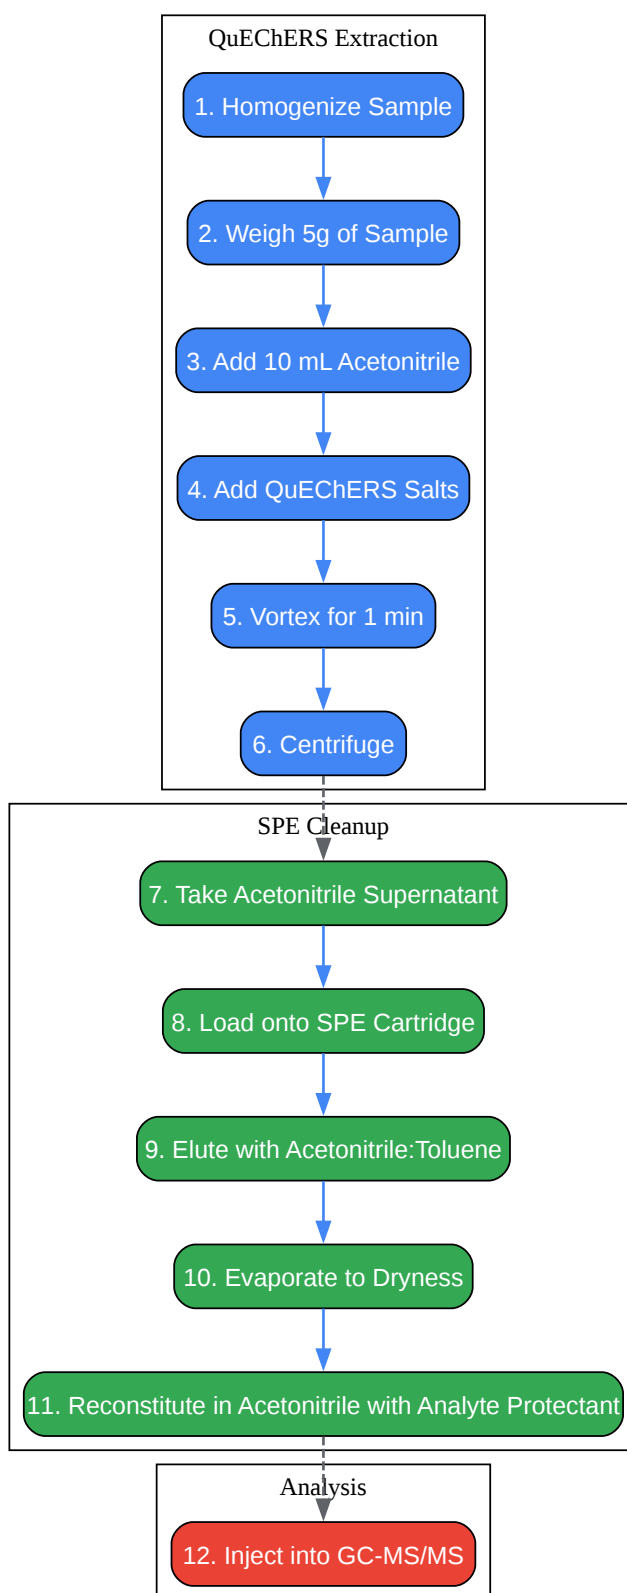 QuEChERS Extraction
1. Homogenize Sample
2. Weigh 5g of Sample
3. Add 10 mL Acetonitrile
4. Add QuEChERS Salts
5. Vortex for 1 min
6. Centrifuge
SPE Cleanup
7. Take Acetonitrile Supernatant
8. Load onto SPE Cartridge
9. Elute with Acetonitrile:Toluene
10. Evaporate to Dryness
11. Reconstitute in Acetonitrile with Analyte Protectant
Analysis
12. Inject into GC-MS/MS